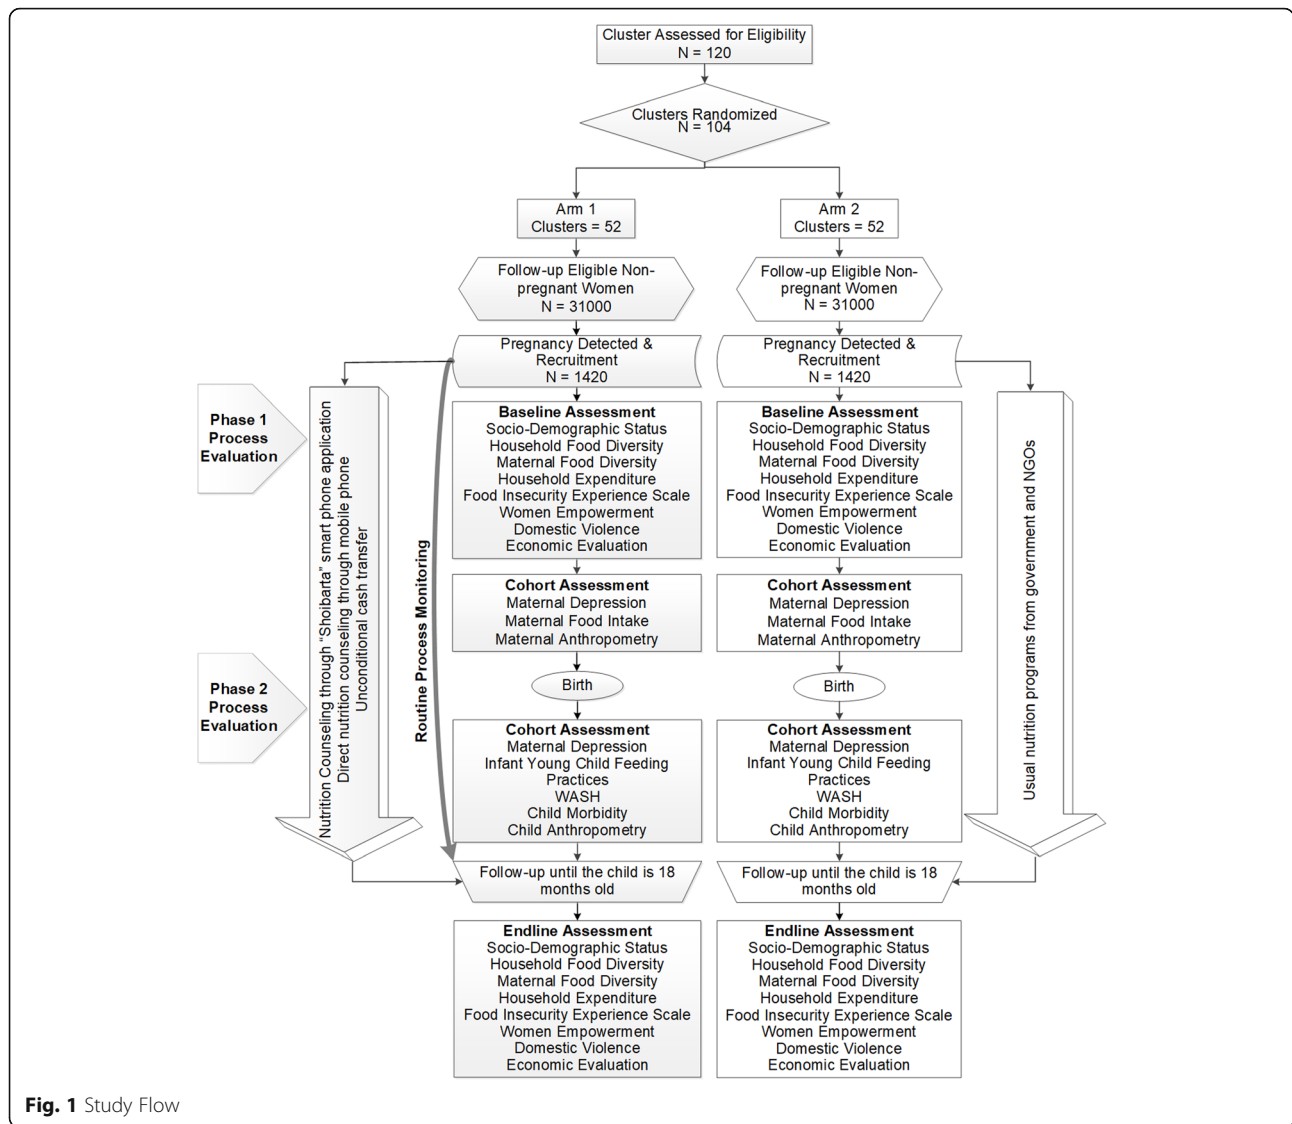 Cluster Assessed for Eligibility
N = 120
Clusters Randomized
N = 104
Arm 1
Clusters = 52
Arm 2
Clusters = 52
Follow-up Eligible Non-
pregnant Women
N = 31000
Follow-up Eligible Non-
pregnant Women
N = 31000
Pregnancy Detected &
Recruitment
N = 1420
Pregnancy Detected &
Recruitment
N = 1420
Phase 1
Process
Evaluation
Phase 2
Process
Evaluation
Nutrition Counseling through “Shoibarta” smart phone application
Direct nutrition counseling through mobile phone
Unconditional cash transfer
Routine Process Monitoring
Baseline Assessment
Socio-Demographic Status
Household Food Diversity
Maternal Food Diversity
Household Expenditure
Food Insecurity Experience Scale
Women Empowerment
Domestic Violence
Economic Evaluation
Baseline Assessment
Socio-Demographic Status
Household Food Diversity
Maternal Food Diversity
Household Expenditure
Food Insecurity Experience Scale
Women Empowerment
Domestic Violence
Economic Evaluation
Usual nutrition programs from government and NGOs
Cohort Assessment
Maternal Depression
Maternal Food Intake
Maternal Anthropometry
Cohort Assessment
Maternal Depression
Maternal Food Intake
Maternal Anthropometry
Birth
Birth
Cohort Assessment
Maternal Depression
Infant Young Child Feeding
Practices
WASH
Child Morbidity
Child Anthropometry
Cohort Assessment
Maternal Depression
Infant Young Child Feeding
Practices
WASH
Child Morbidity
Child Anthropometry
Follow-up until the child is 18
months old
Follow-up until the child is 18
months old
Endline Assessment
Socio-Demographic Status
Household Food Diversity
Maternal Food Diversity
Household Expenditure
Food Insecurity Experience Scale
Women Empowerment
Domestic Violence
Economic Evaluation
Endline Assessment
Socio-Demographic Status
Household Food Diversity
Maternal Food Diversity
Household Expenditure
Food Insecurity Experience Scale
Women Empowerment
Domestic Violence
Economic Evaluation
Fig. 1 Study Flow